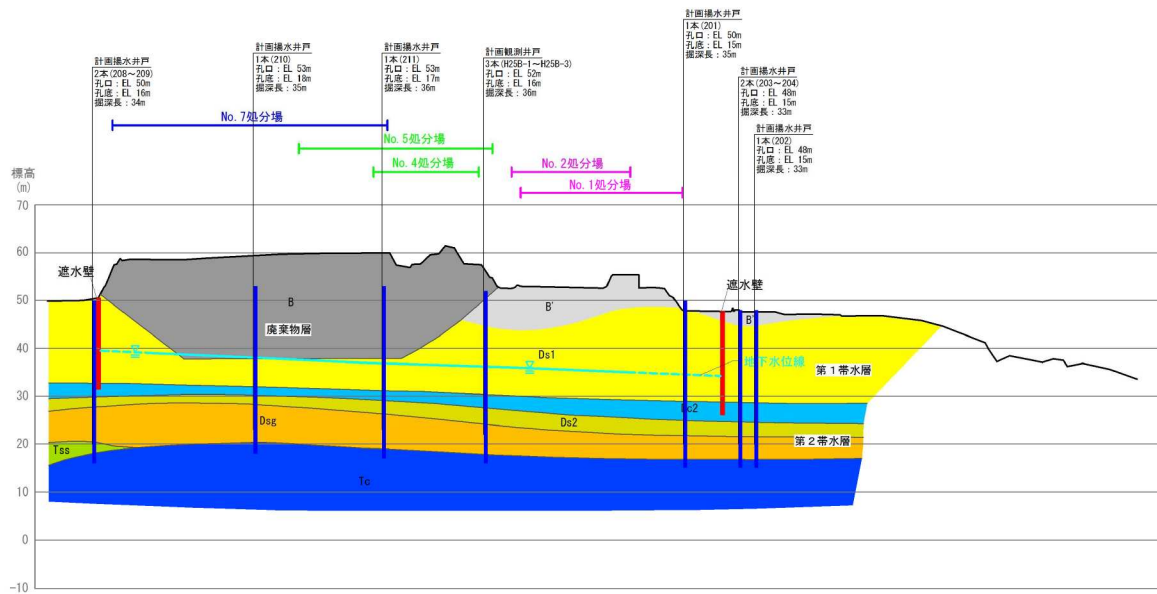 計画揚水井戸
1本(201)
孔口：EL 50m
孔底：EL 15m
掘深長：35m
計画揚水井戸
2本(208～209)
孔口：EL 50m
孔底：EL 16m
掘深長：34m
計画揚水井戸
1本(210)
孔口：EL 53m
孔底：EL 18m
掘深長：35m
計画揚水井戸
1本(211)
孔口：EL 53m
孔底：EL 17m
掘深長：36m
計画観測井戸
3本(H25B-1～H25B-3)
孔口：EL 52m
孔底：EL 16m
掘深長：36m
計画揚水井戸
2本(203～204)
孔口：EL 48m
孔底：EL 15m
掘深長：33m
計画揚水井戸
1本(202)
孔口：EL 48m
孔底：EL 15m
掘深長：33m
No.7処分場
No.5処分場
No.4処分場
No.2処分場
No.1処分場
標高
(m)
70
60
50
40
30
20
10
0
-10
遮水壁
遮水壁
B
廃棄物層
B'
B'
Ds1
地下水位線
第1帯水層
Dc2
Ds2
Dsg
第2帯水層
Tss
Tc